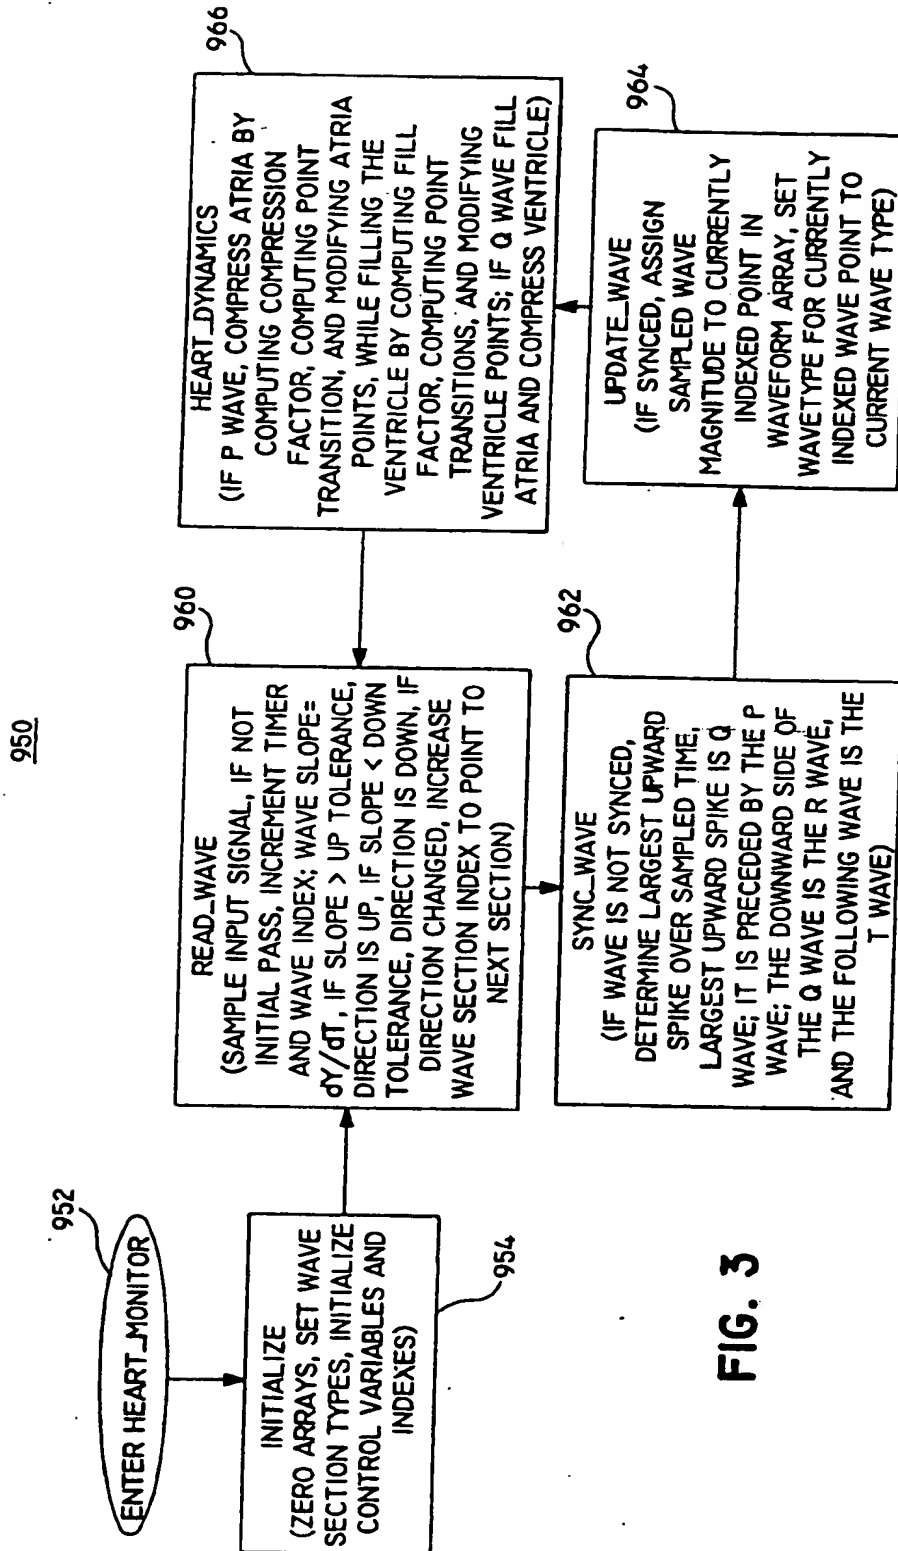 950
952
ENTER HEART_MONITOR
INITIALIZE
(ZERO ARRAYS, SET WAVE
SECTION TYPES, INITIALIZE
CONTROL VARIABLES AND
INDEXES)
954
960
READ_WAVE
(SAMPLE INPUT SIGNAL, IF NOT
INITIAL PASS, INCREMENT TIMER
AND WAVE INDEX; WAVE SLOPE=
dY/dT, IF SLOPE > UP TOLERANCE,
DIRECTION IS UP, IF SLOPE < DOWN
TOLERANCE, DIRECTION IS DOWN, IF
DIRECTION CHANGED, INCREASE
WAVE SECTION INDEX TO POINT TO
NEXT SECTION)
962
SYNC_WAVE
(IF WAVE IS NOT SYNCED,
DETERMINE LARGEST UPWARD
SPIKE OVER SAMPLED TIME,
LARGEST UPWARD SPIKE IS Q
WAVE; IT IS PRECEDED BY THE P
WAVE; THE DOWNWARD SIDE OF
THE Q WAVE IS THE R WAVE,
AND THE FOLLOWING WAVE IS THE
T WAVE)
964
UPDATE_WAVE
(IF SYNCED, ASSIGN
SAMPLED WAVE
MAGNITUDE TO CURRENTLY
INDEXED POINT IN
WAVEFORM ARRAY, SET
WAVETYPE FOR CURRENTLY
INDEXED WAVE POINT TO
CURRENT WAVE TYPE)
966
HEART_DYNAMICS
(IF P WAVE, COMPRESS ATRIA BY
COMPUTING COMPRESSION
FACTOR, COMPUTING POINT
TRANSITION, AND MODIFYING ATRIA
POINTS, WHILE FILLING THE
VENTRICLE BY COMPUTING FILL
FACTOR, COMPUTING POINT
TRANSITIONS, AND MODIFYING
VENTRICLE POINTS; IF Q WAVE FILL
ATRIA AND COMPRESS VENTRICLE)
FIG. 3